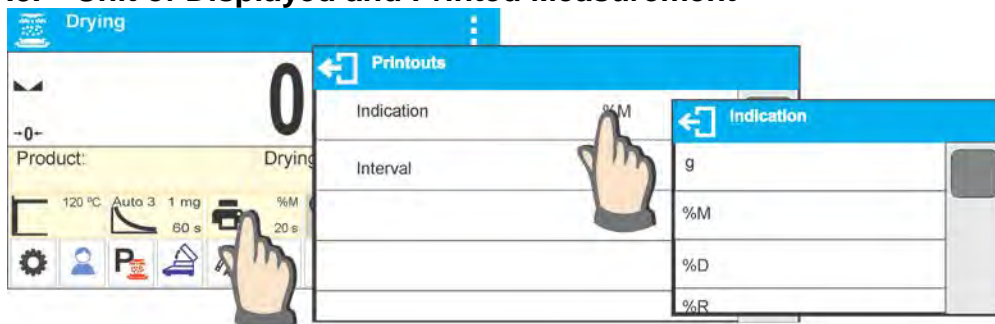 Unit of Displayed and Printed Measurement
Drying
0
→0←
Product:
Drying
120 °C
Auto 3
1 mg
60 s
%M
20 s
P
Printouts
Indication
%M
Interval
Indication
g
%M
%D
%R